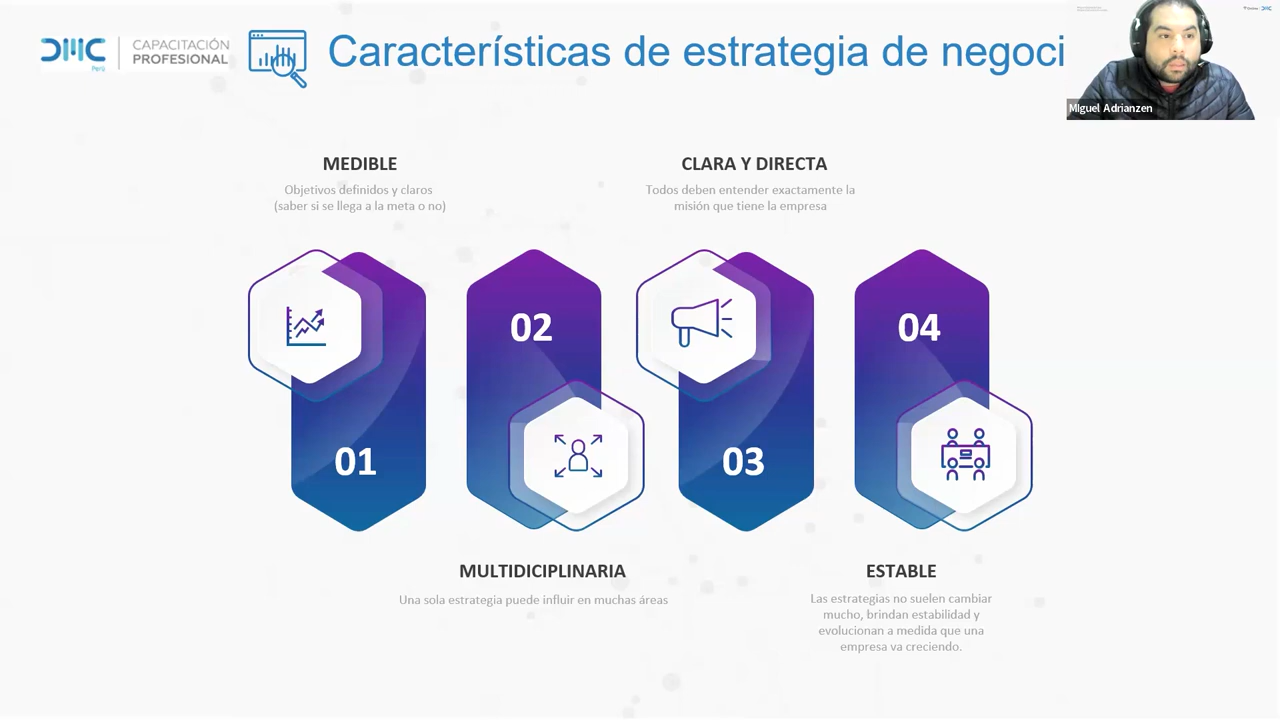 DMC
Perú
CAPACITACIÓN
PROFESIONAL
Características de estrategia de negoci
MIguel Adrianzen
MEDIBLE
Objetivos definidos y claros
(saber si se llega a la meta o no)
CLARA Y DIRECTA
Todos deben entender exactamente la
misión que tiene la empresa
01
02
03
04
MULTIDICIPLINARIA
Una sola estrategia puede influir en muchas áreas
ESTABLE
Las estrategias no suelen cambiar
mucho, brindan estabilidad y
evolucionan a medida que una
empresa va creciendo.